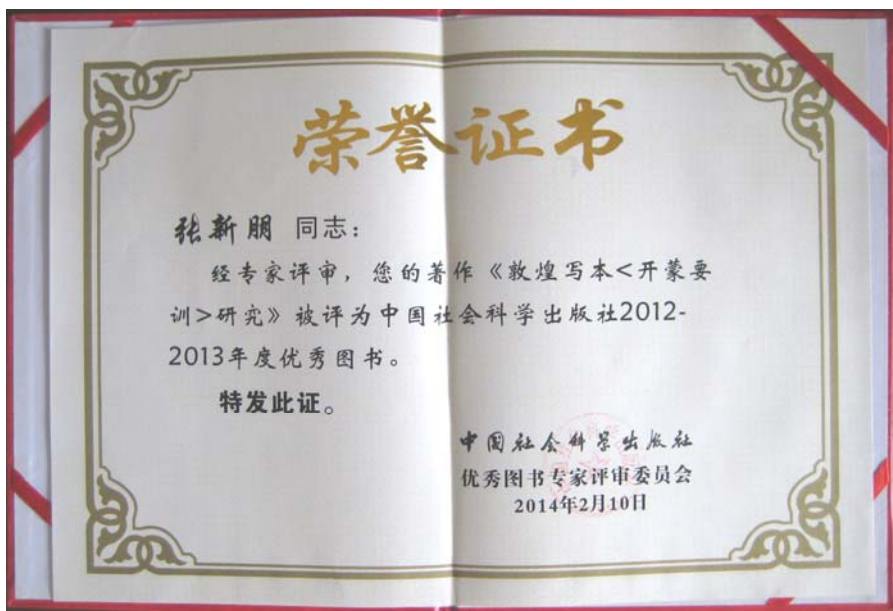 荣誉证书
张新朋 同志：
经专家评审，您的著作《敦煌写本<开蒙要
训>研究》被评为中国社会科学出版社2012-
2013年度优秀图书。
特发此证。
中国社会科学出版社
优秀图书专家评审委员会
2014年2月10日